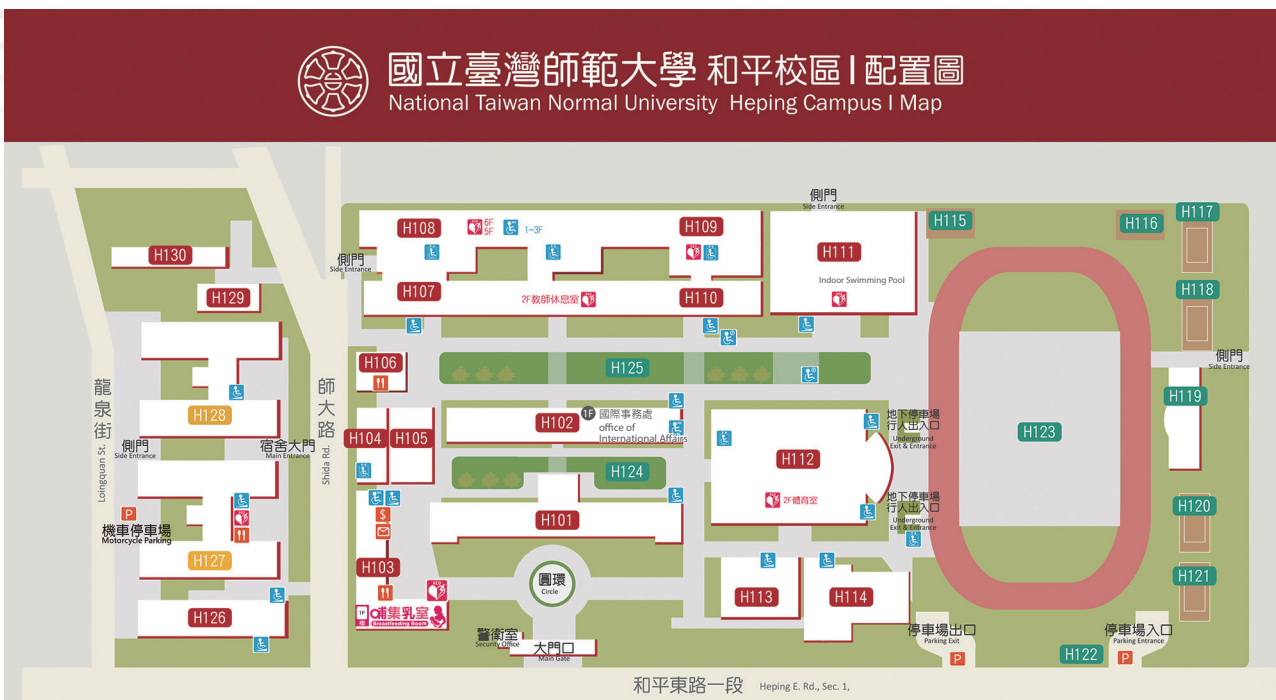 國立臺灣師範大學 和平校區 I 配置圖
National Taiwan Normal University Heping Campus I Map
側門
Side Entrance
H115
H116
H117
H108
6F
5F
1~3F
H109
H111
H130
側門
Side Entrance
Indoor Swimming Pool
H129
H107
2F教師休息室
H110
H118
H106
H125
側門
Side Entrance
龍泉街
Loingquan St.
師大路
Shida Rd.
H119
H128
H102
1F 國際事務處
office of
International Affairs
地下停車場
行人出入口
Underground
Exit & Entrance
H123
側門
Side Entrance
宿舍大門
Main Entrance
H104
H105
H112
H124
2F體育室
地下停車場
行人出入口
Underground
Exit & Entrance
H120
P
機車停車場
Motorcycle Parking
$
H101
H127
H103
圓環
Circle
AED
H121
H113
H114
H126
1F
哺集乳室
Breastfeeding Room
警衛室
Security Office
大門口
Main Gate
停車場出口
Parking Exit
P
H122
停車場入口
Parking Entrance
P
和平東路一段 Heping E. Rd., Sec. 1,